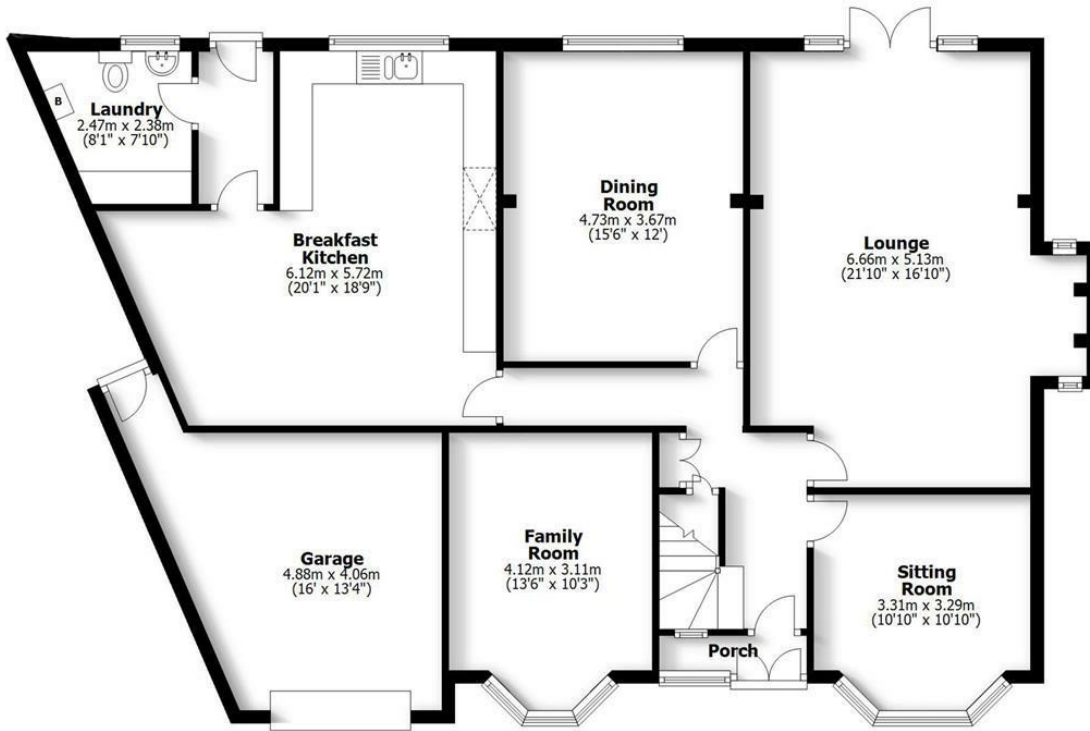 B
Laundry
2.47m x 2.38m
(8'1" x 7'10")
Breakfast
Kitchen
6.12m x 5.72m
(20'1" x 18'9")
Dining
Room
4.73m x 3.67m
(15'6" x 12')
Lounge
6.66m x 5.13m
(21'10" x 16'10")
Garage
4.88m x 4.06m
(16' x 13'4")
Family
Room
4.12m x 3.11m
(13'6" x 10'3")
Porch
Sitting
Room
3.31m x 3.29m
(10'10" x 10'10")